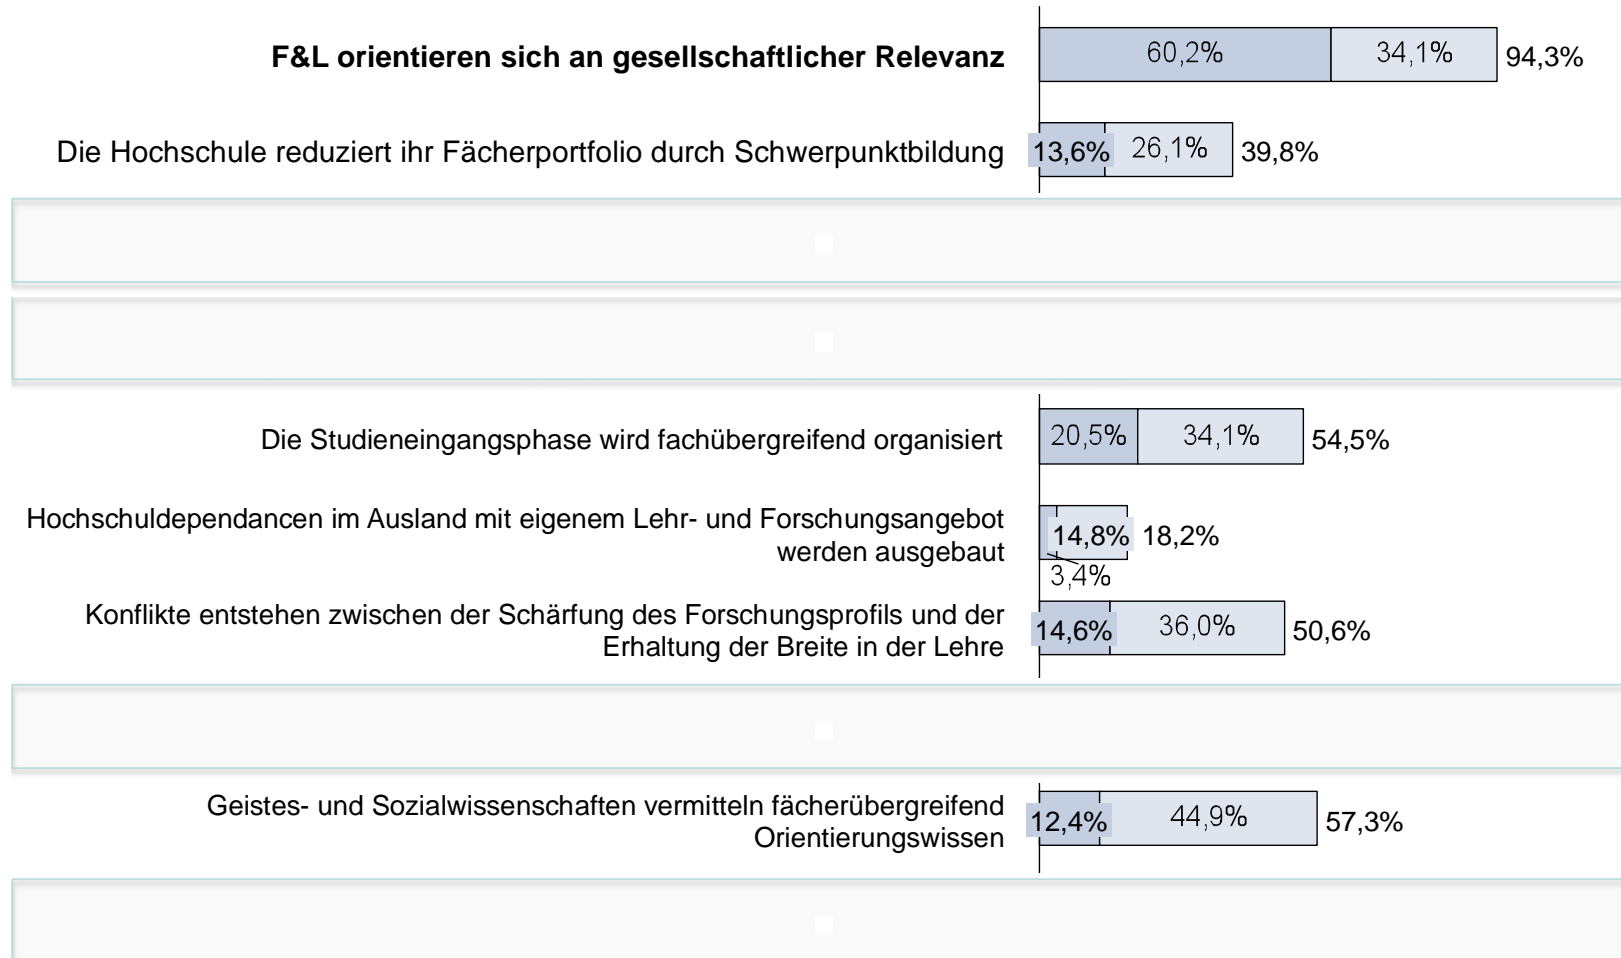 F&L orientieren sich an gesellschaftlicher Relevanz 60,2% 34,1% 94,3%
Die Hochschule reduziert ihr Fächerportfolio durch Schwerpunktbildung 13,6% 26,1% 39,8%
Die Studieneingangsphase wird fachübergreifend organisiert 20,5% 34,1% 54,5%
Hochschuldependancen im Ausland mit eigenem Lehr- und Forschungsangebot
werden ausgebaut 14,8% 18,2%
3,4%
Konflikte entstehen zwischen der Schärfung des Forschungsprofils und der
Erhaltung der Breite in der Lehre 14,6% 36,0% 50,6%
Geistes- und Sozialwissenschaften vermitteln fächerübergreifend
Orientierungswissen 12,4% 44,9% 57,3%